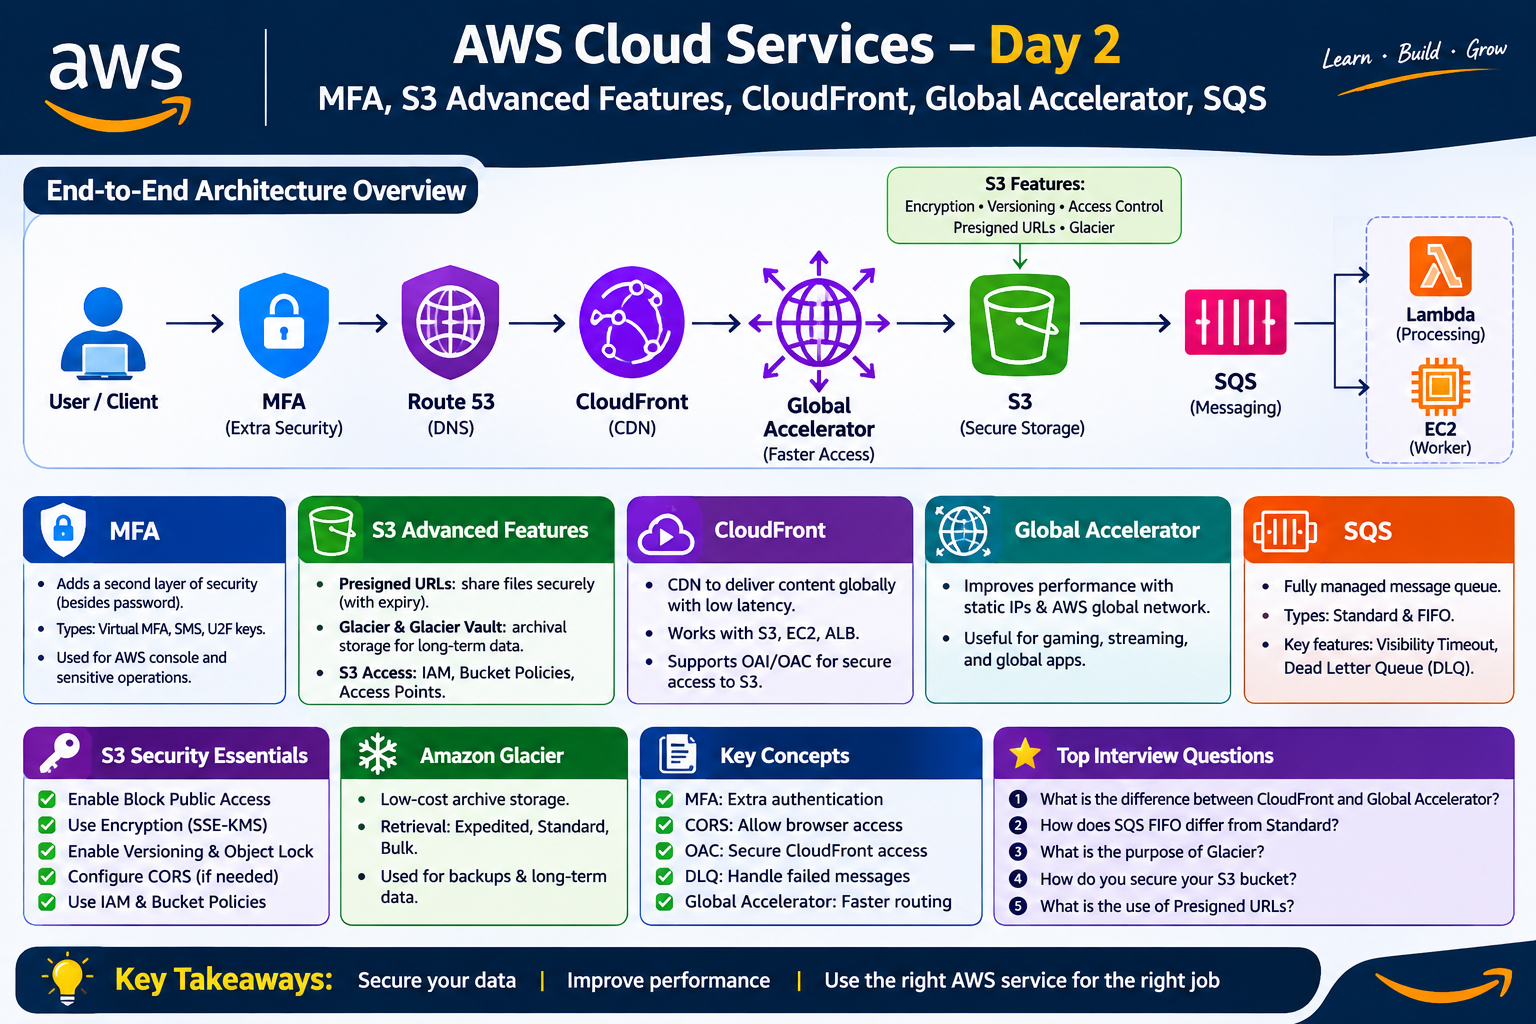 aws
AWS Cloud Services – Day 2
MFA, S3 Advanced Features, CloudFront, Global Accelerator, SQS
Learn · Build · Grow
End-to-End Architecture Overview
S3 Features:
Encryption • Versioning • Access Control
Presigned URLs • Glacier
User / Client
MFA
(Extra Security)
Route 53
(DNS)
CloudFront
(CDN)
Global
Accelerator
(Faster Access)
S3
(Secure Storage)
SQS
(Messaging)
Lambda
(Processing)
EC2
(Worker)
MFA
• Adds a second layer of security
(besides password).
• Types: Virtual MFA, SMS, U2F keys.
• Used for AWS console and
sensitive operations.
S3 Advanced Features
• Presigned URLs: share files securely
(with expiry).
• Glacier & Glacier Vault: archival
storage for long-term data.
• S3 Access: IAM, Bucket Policies,
Access Points.
CloudFront
• CDN to deliver content globally
with low latency.
• Works with S3, EC2, ALB.
• Supports OAI/OAC for secure
access to S3.
Global Accelerator
• Improves performance with
static IPs & AWS global network.
• Useful for gaming, streaming,
and global apps.
SQS
• Fully managed message queue.
• Types: Standard & FIFO.
• Key features: Visibility Timeout,
Dead Letter Queue (DLQ).
S3 Security Essentials
Enable Block Public Access
Use Encryption (SSE-KMS)
Enable Versioning & Object Lock
Configure CORS (if needed)
Use IAM & Bucket Policies
Amazon Glacier
• Low-cost archive storage.
• Retrieval: Expedited, Standard,
Bulk.
• Used for backups & long-term
data.
Key Concepts
MFA: Extra authentication
CORS: Allow browser access
OAC: Secure CloudFront access
DLQ: Handle failed messages
Global Accelerator: Faster routing
Top Interview Questions
1 What is the difference between CloudFront and Global Accelerator?
2 How does SQS FIFO differ from Standard?
3 What is the purpose of Glacier?
4 How do you secure your S3 bucket?
5 What is the use of Presigned URLs?
Key Takeaways: Secure your data | Improve performance | Use the right AWS service for the right job